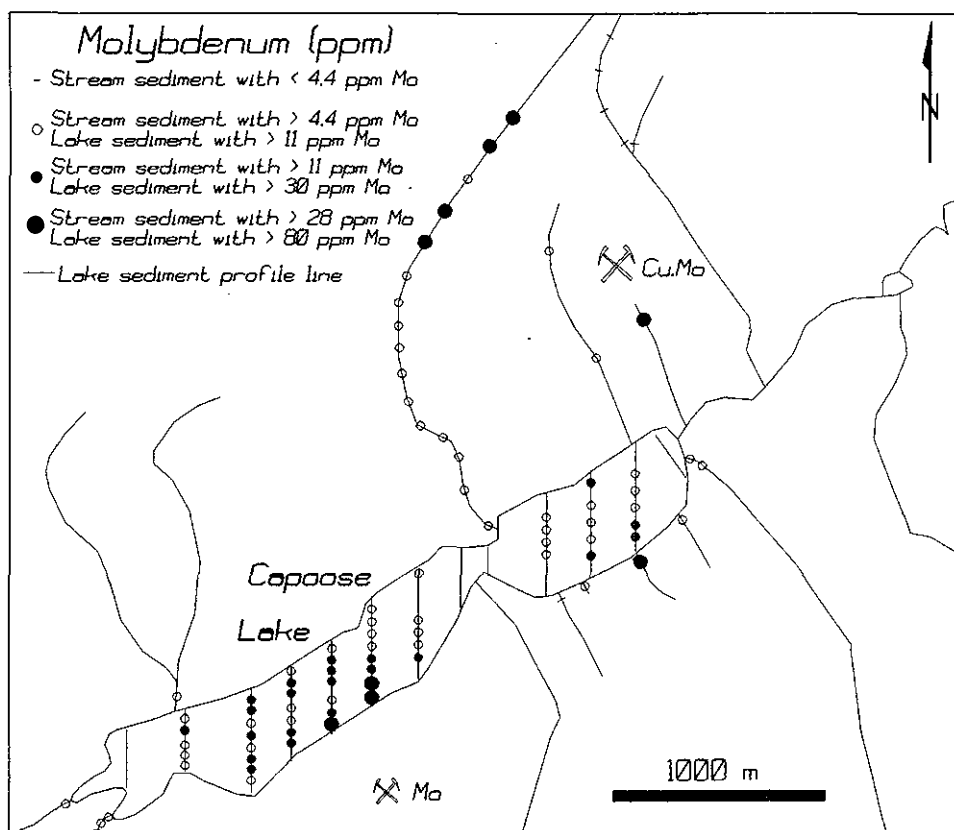 Molybdenum (ppm)
- Stream sediment with < 4.4 ppm Mo
Stream sediment with > 4.4 ppm Mo
Lake sediment with > 11 ppm Mo
Stream sediment with > 11 ppm Mo
Lake sediment with > 30 ppm Mo
Stream sediment with > 28 ppm Mo
Lake sediment with > 80 ppm Mo
Lake sediment profile line
N
Cu.Mo
Capoose
Lake
1000 m
Mo